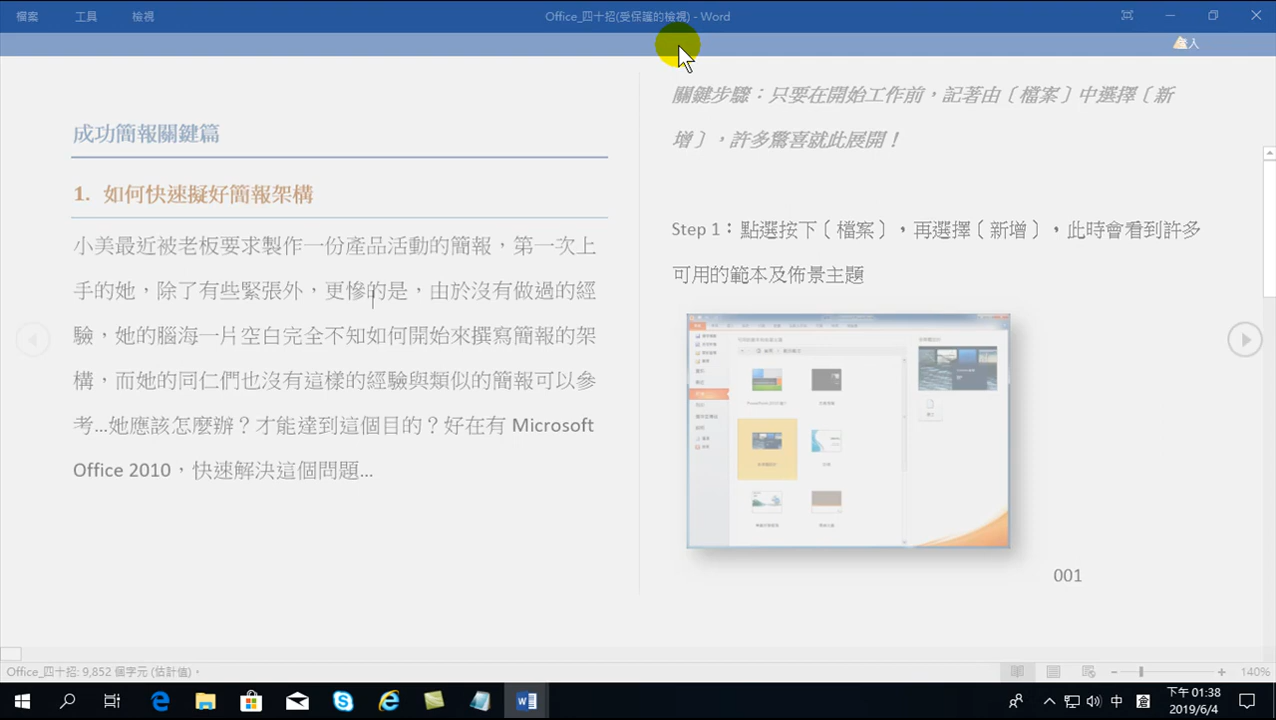 檔案 工具 檢視 Office_四十招(受保護的檢視) - Word
登入
成功簡報關鍵篇
1. 如何快速擬好簡報架構
小美最近被老板要求製作一份產品活動的簡報，第一次上
手的她，除了有些緊張外，更慘的是，由於沒有做過的經
驗，她的腦海一片空白完全不知如何開始來撰寫簡報的架
構，而她的同仁們也沒有這樣的經驗與類似的簡報可以參
考...她應該怎麼辦？才能達到這個目的？好在有 Microsoft
Office 2010，快速解決這個問題...
關鍵步驟：只要在開始工作前，記著由〔檔案〕中選擇〔新
增〕，許多驚喜就此展開！
Step 1：點選按下〔檔案〕，再選擇〔新增〕，此時會看到許多
可用的範本及佈景主題
001
Office_四十招: 9,852 個字元 (估計值)。
140%
中 倉 下午 01:38
2019/6/4